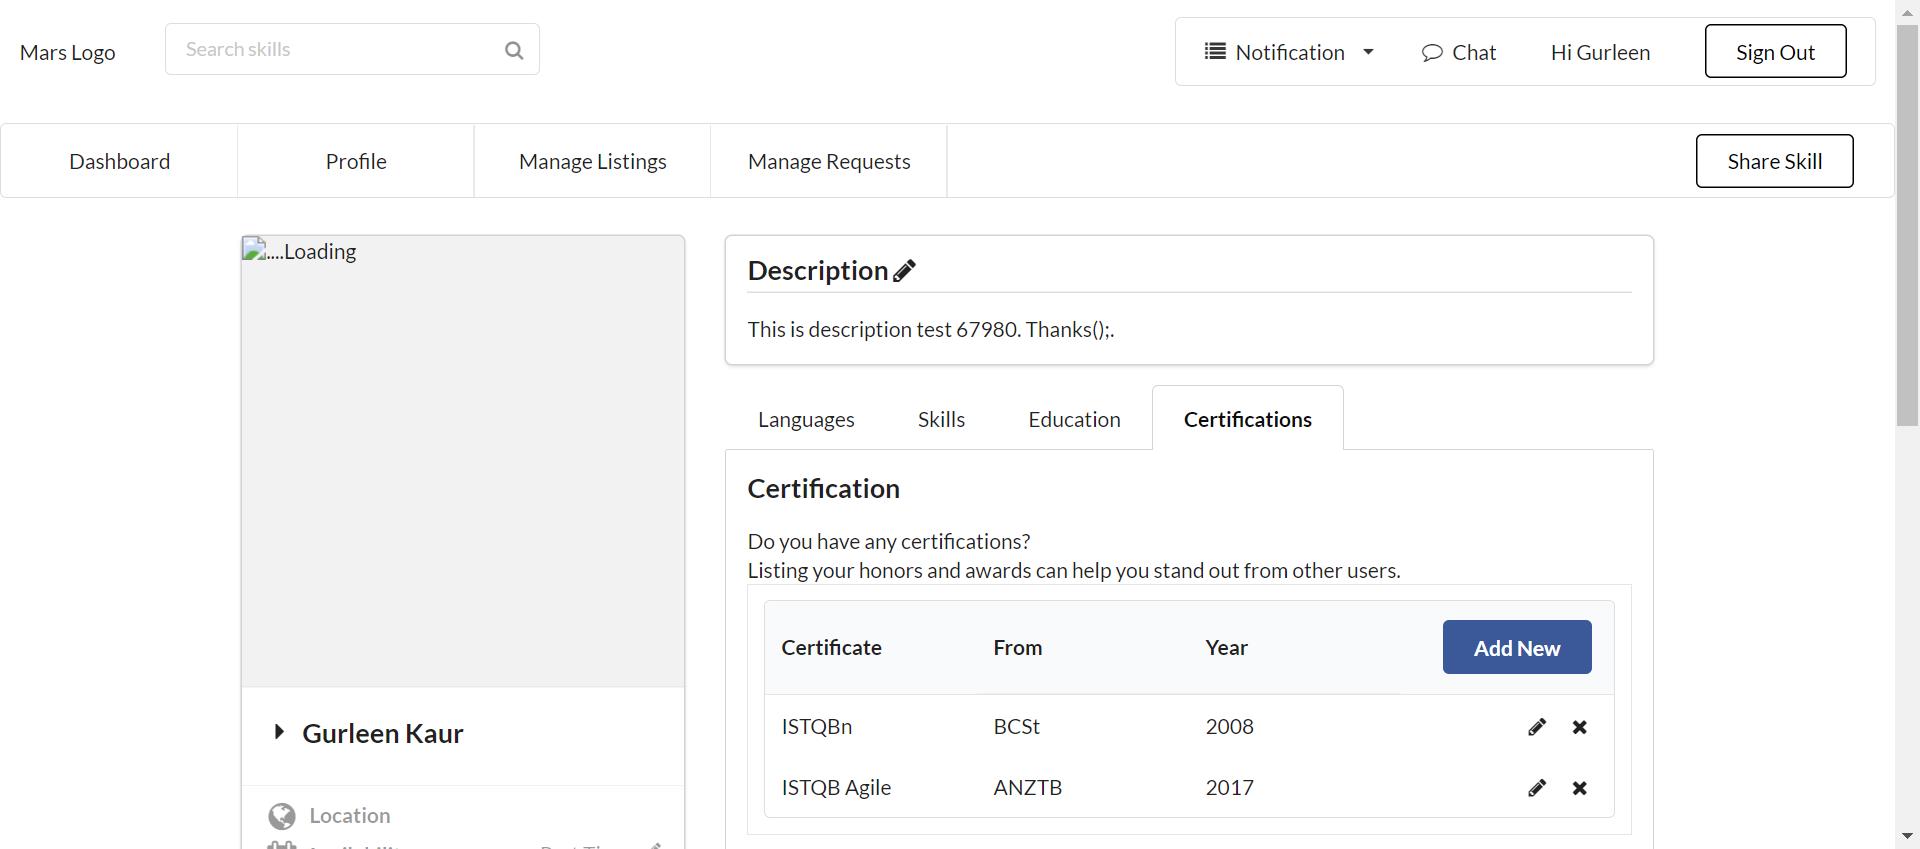 Mars Logo
Search skills
Notification
Chat
Hi Gurleen
Sign Out
Dashboard
Profile
Manage Listings
Manage Requests
Share Skill
....Loading
Gurleen Kaur
Location
Description
This is description test 67980. Thanks();.
Languages
Skills
Education
Certifications
Certification
Do you have any certifications?
Listing your honors and awards can help you stand out from other users.
Certificate From Year Add New
ISTQBn BCSt 2008
ISTQB Agile ANZTB 2017